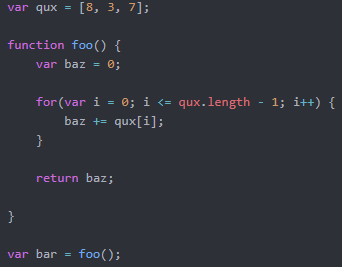 var qux = [8, 3, 7];
function foo() {
var baz = 0;
for(var i = 0; i <= qux.length - 1; i++) {
baz += qux[i];
}
return baz;
}
var bar = foo();